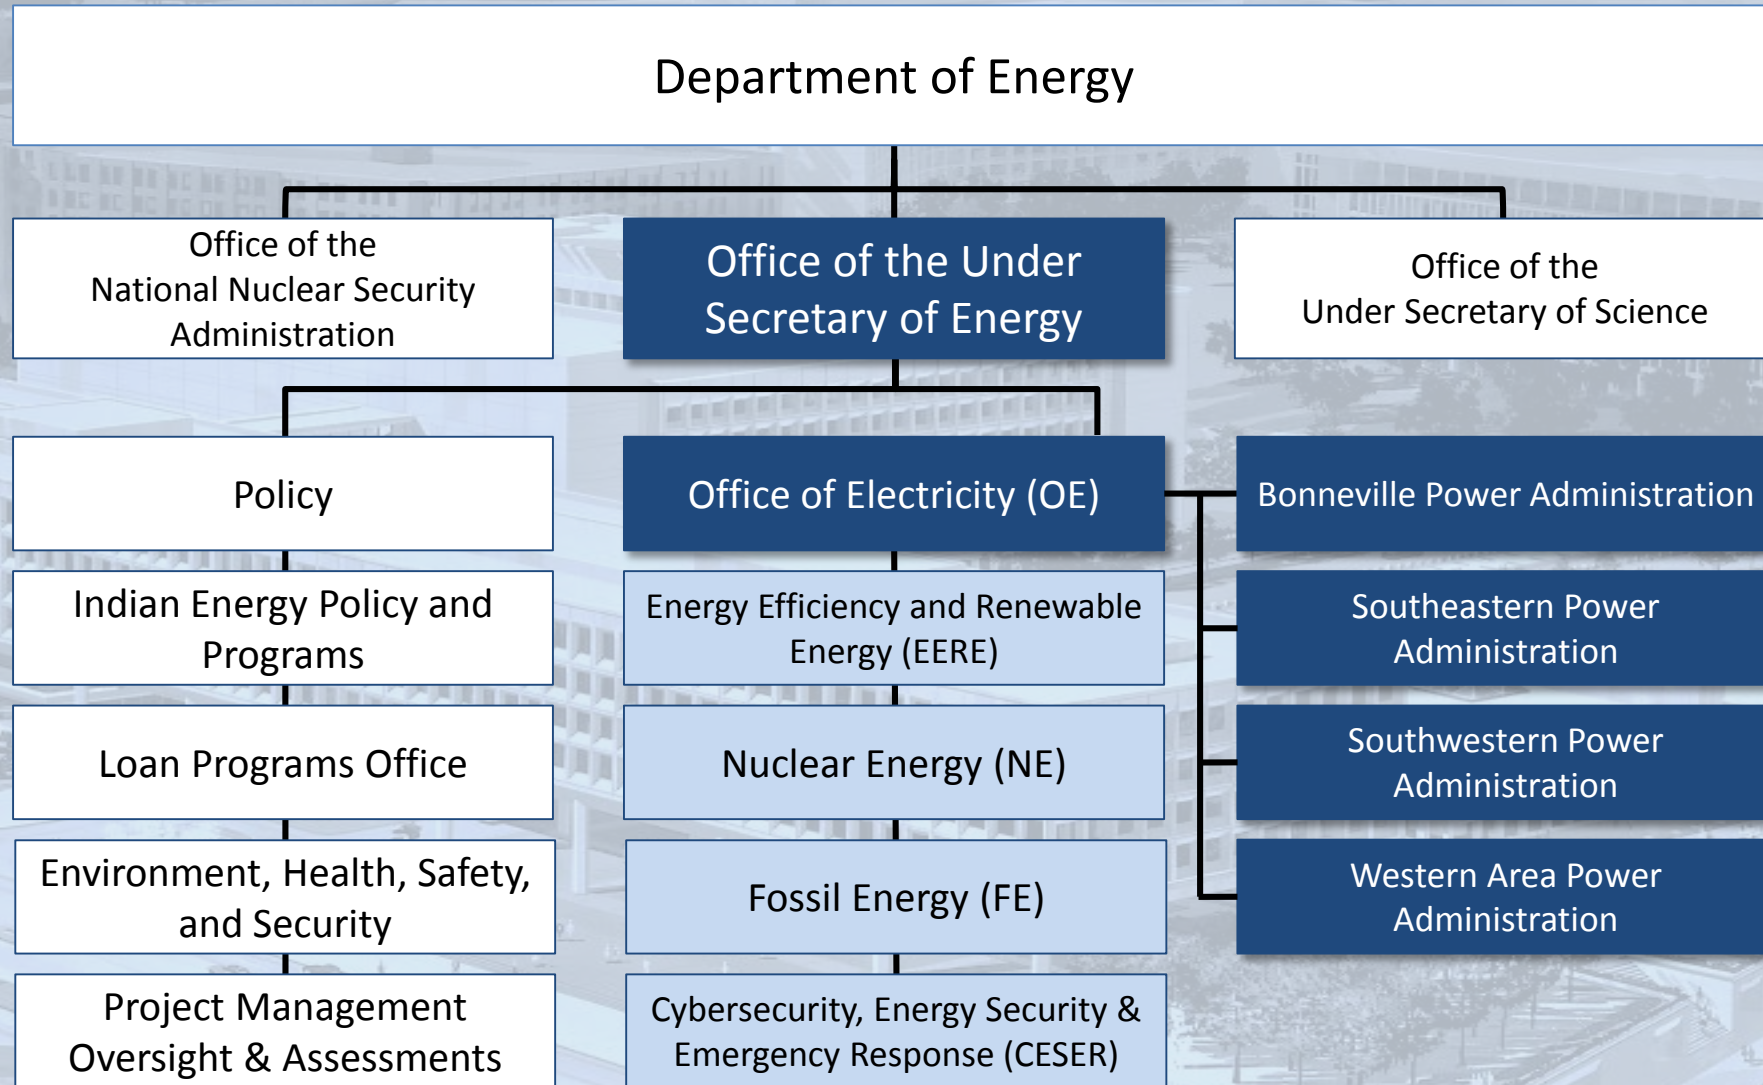 Department of Energy
Office of the
National Nuclear Security
Administration
Office of the Under
Secretary of Energy
Office of the
Under Secretary of Science
Policy
Office of Electricity (OE)
Bonneville Power Administration
Indian Energy Policy and
Programs
Energy Efficiency and Renewable
Energy (EERE)
Southeastern Power
Administration
Loan Programs Office
Nuclear Energy (NE)
Southwestern Power
Administration
Environment, Health, Safety,
and Security
Fossil Energy (FE)
Western Area Power
Administration
Project Management
Oversight & Assessments
Cybersecurity, Energy Security &
Emergency Response (CESER)